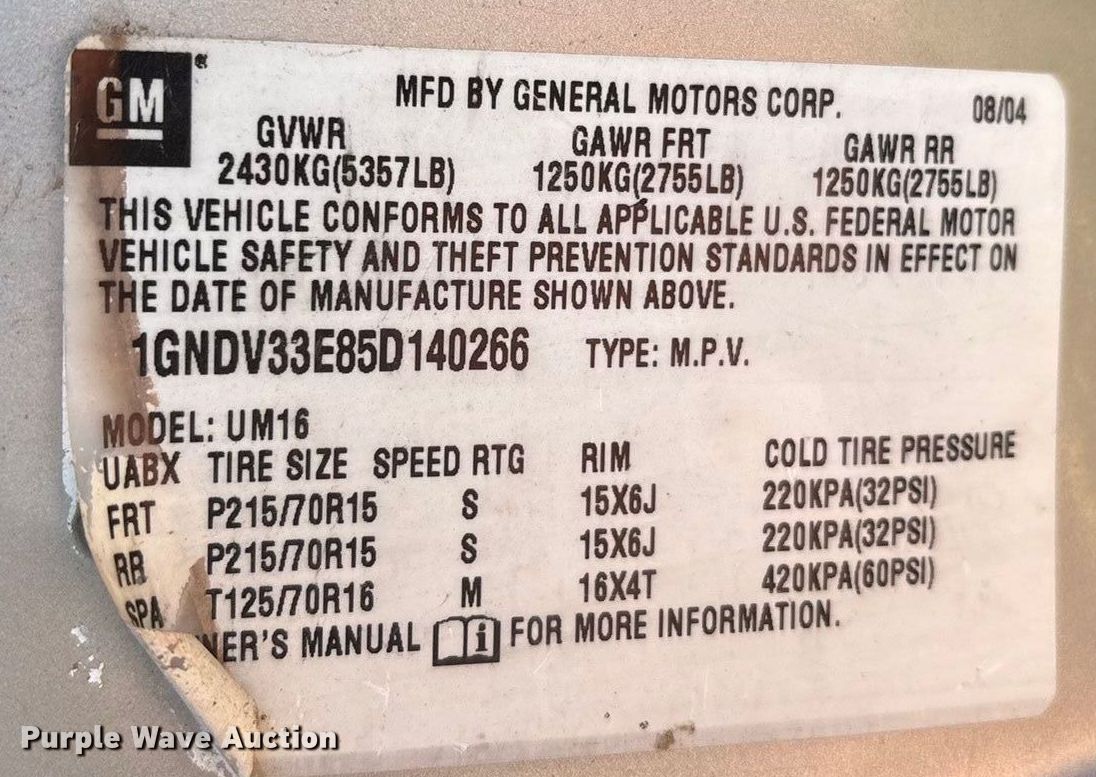 GM ®
MFD BY GENERAL MOTORS CORP. 08/04
GVWR GAWR FRT GAWR RR
2430KG(5357LB) 1250KG(2755LB) 1250KG(2755LB)
THIS VEHICLE CONFORMS TO ALL APPLICABLE U.S. FEDERAL MOTOR
VEHICLE SAFETY AND THEFT PREVENTION STANDARDS IN EFFECT ON
THE DATE OF MANUFACTURE SHOWN ABOVE.
1GNDV33E85D140266 TYPE: M.P.V.
MODEL: UM16
UABX TIRE SIZE SPEED RTG RIM COLD TIRE PRESSURE
FRT P215/70R15 S 15X6J 220KPA(32PSI)
RR P215/70R15 S 15X6J 220KPA(32PSI)
SPA T125/70R16 M 16X4T 420KPA(60PSI)
NER'S MANUAL i FOR MORE INFORMATION.
Purple Wave Auction